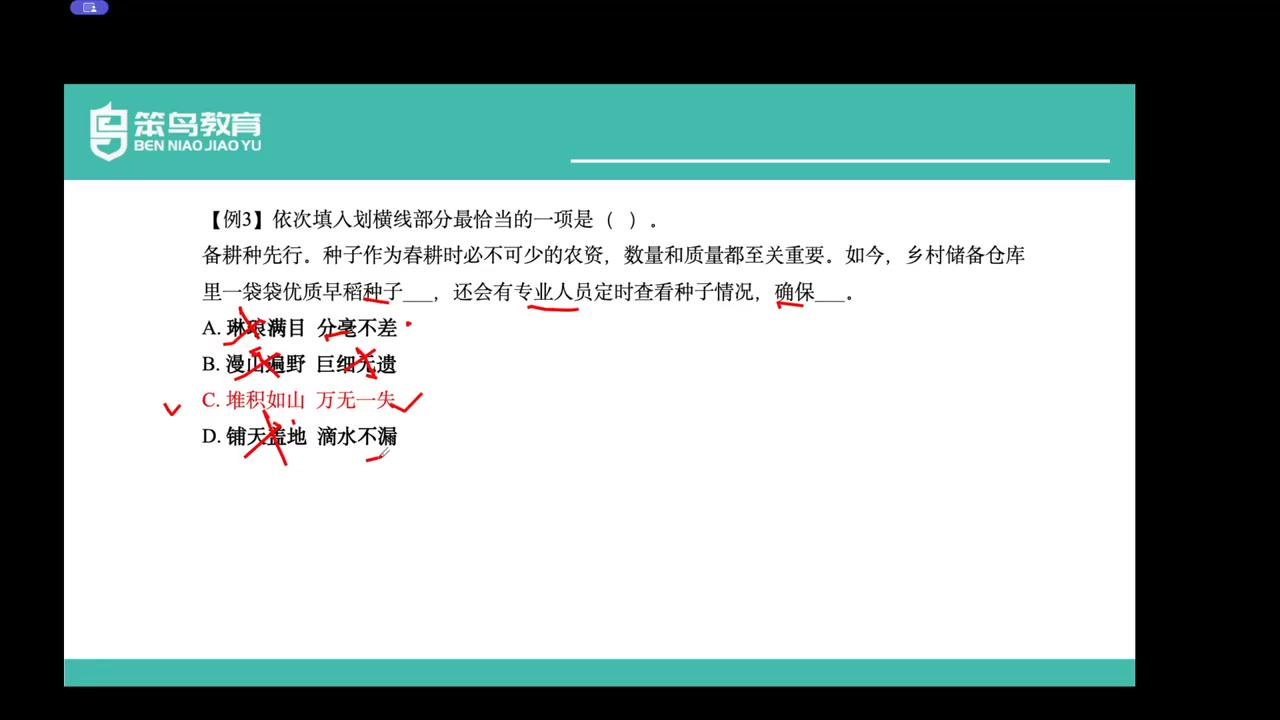 笨鸟教育
BEN NIAO JIAO YU
【例3】依次填入划横线部分最恰当的一项是（ ）。
备耕种先行。种子作为春耕时必不可少的农资，数量和质量都至关重要。如今，乡村储备仓库
里一袋袋优质早稻种子___，还会有专业人员定时查看种子情况，确保___。
A. 琳琅满目 分毫不差
B. 漫山遍野 巨细无遗
C. 堆积如山 万无一失
D. 铺天盖地 滴水不漏